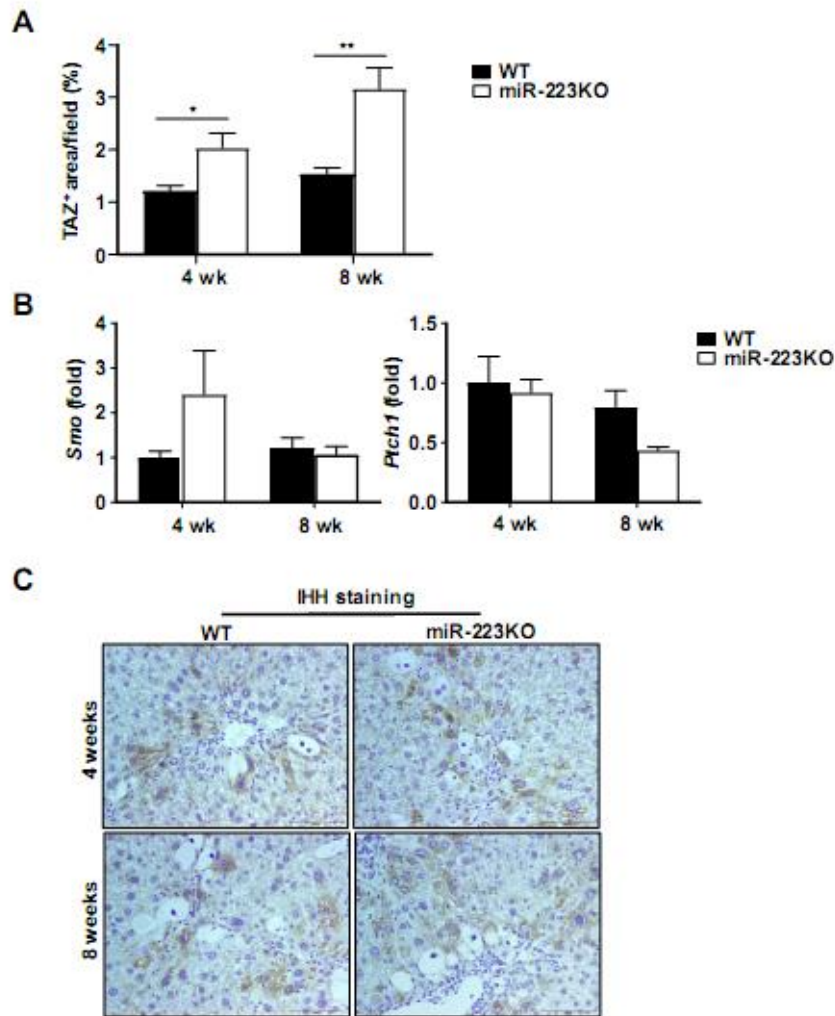 A
TAZ⁺ area/field (%)
4
3
2
1
0
*
**
4 wk
8 wk
WT
miR-223KO
B
Smo (fold)
4
3
2
1
0
4 wk
8 wk
Ptch1 (fold)
1.5
1.0
0.5
0.0
4 wk
8 wk
WT
miR-223KO
C
IHH staining
WT
miR-223KO
4 weeks
8 weeks